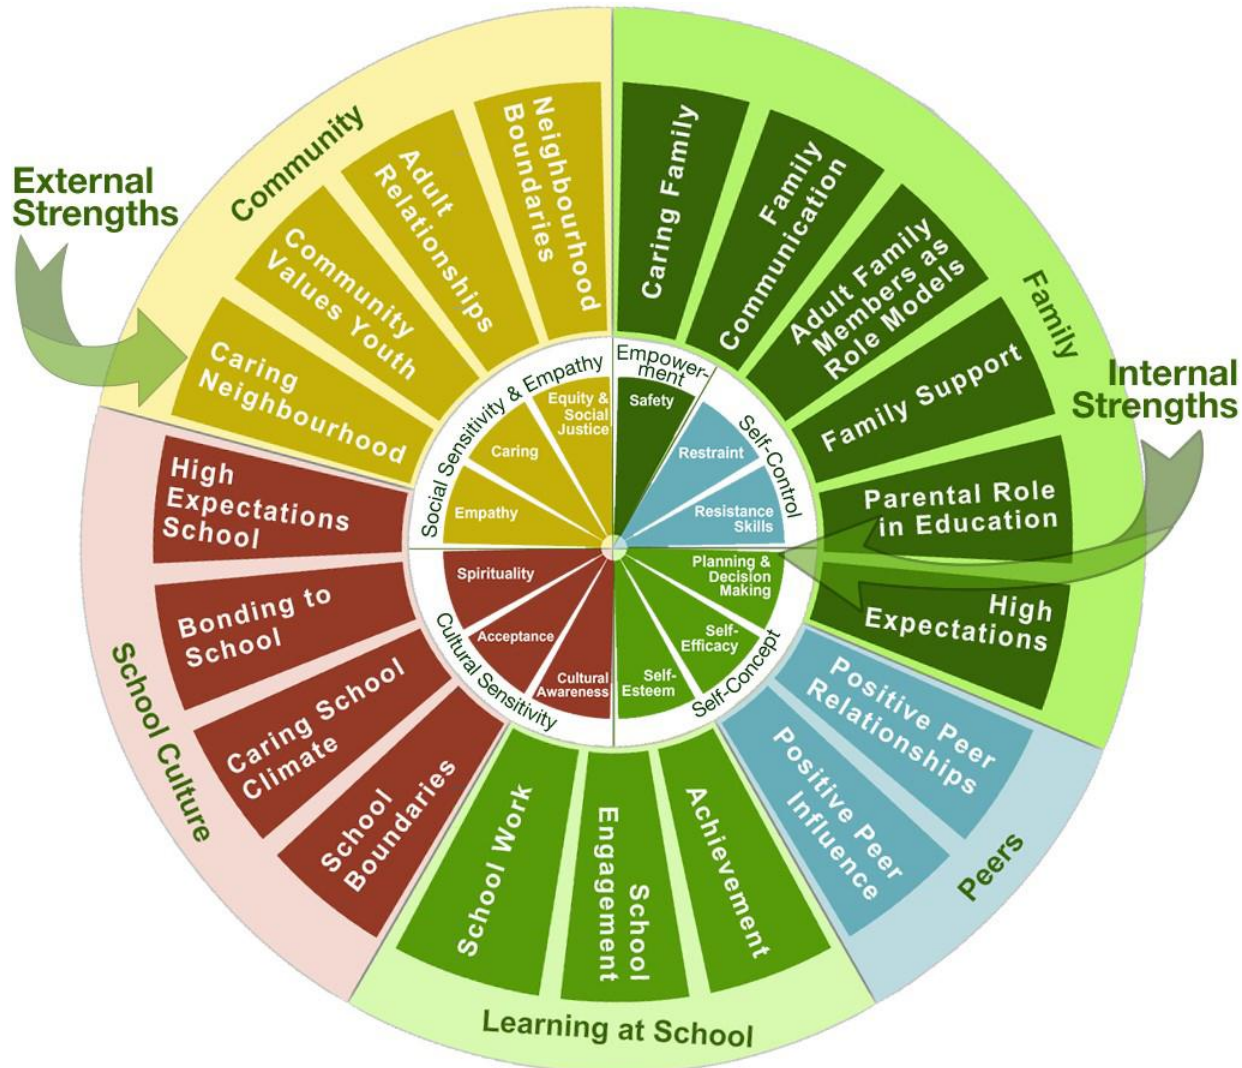 External
Strengths
Community
Caring
Neighbourhood
Community
Values Youth
Adult
Relationships
Neighbourhood
Boundaries
Family
Caring Family
Family
Communication
Adult Family
Members as
Role Models
Family Support
Parental Role
in Education
High
Expectations
Internal
Strengths
Peers
Positive Peer
Relationships
Positive Peer
Influence
Learning at School
Achievement
School
Engagement
School Work
School Culture
School
Boundaries
Caring School
Climate
Bonding to
School
High
Expectations
School
Social Sensitivity & Empathy
Empathy
Caring
Equity &
Social
Justice
Empower-
ment
Safety
Self-Control
Restraint
Resistance
Skills
Self-Concept
Planning &
Decision
Making
Self-
Efficacy
Self-
Esteem
Cultural Sensitivity
Cultural
Awareness
Acceptance
Spirituality